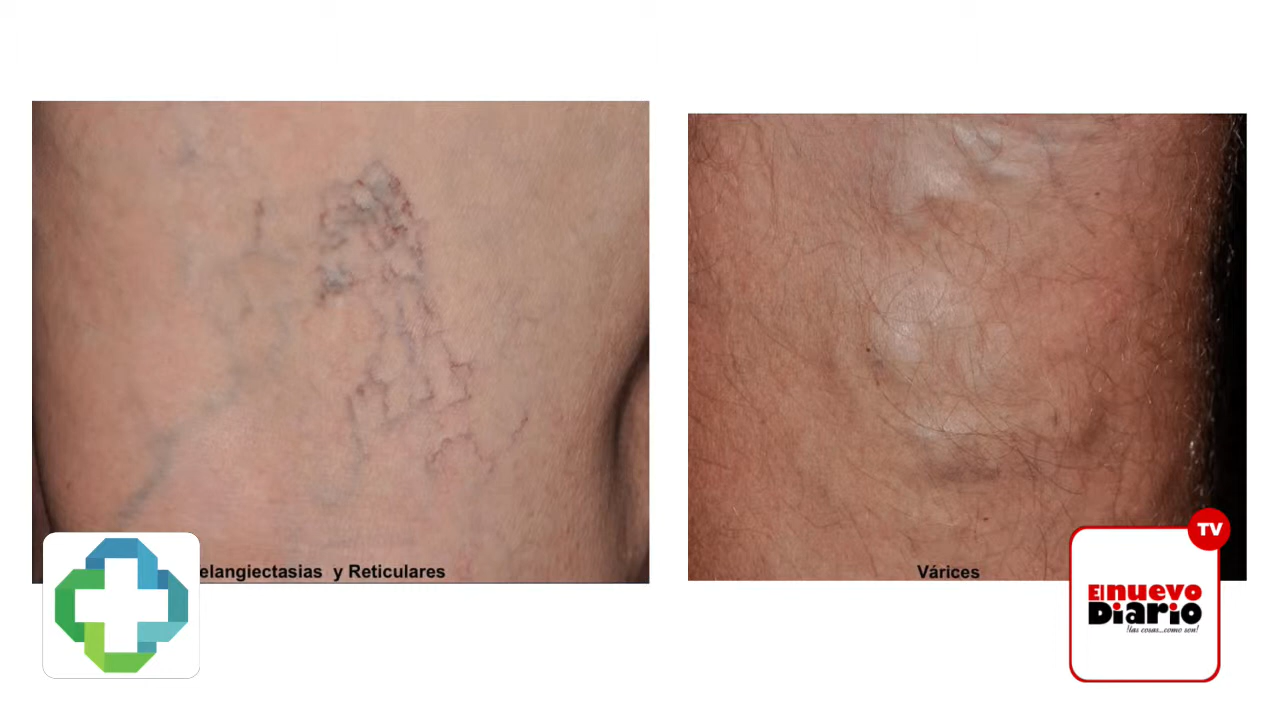 elangiectasias y Reticulares
Várices
TV
El nuevo
Diario
¡las cosas...como son!